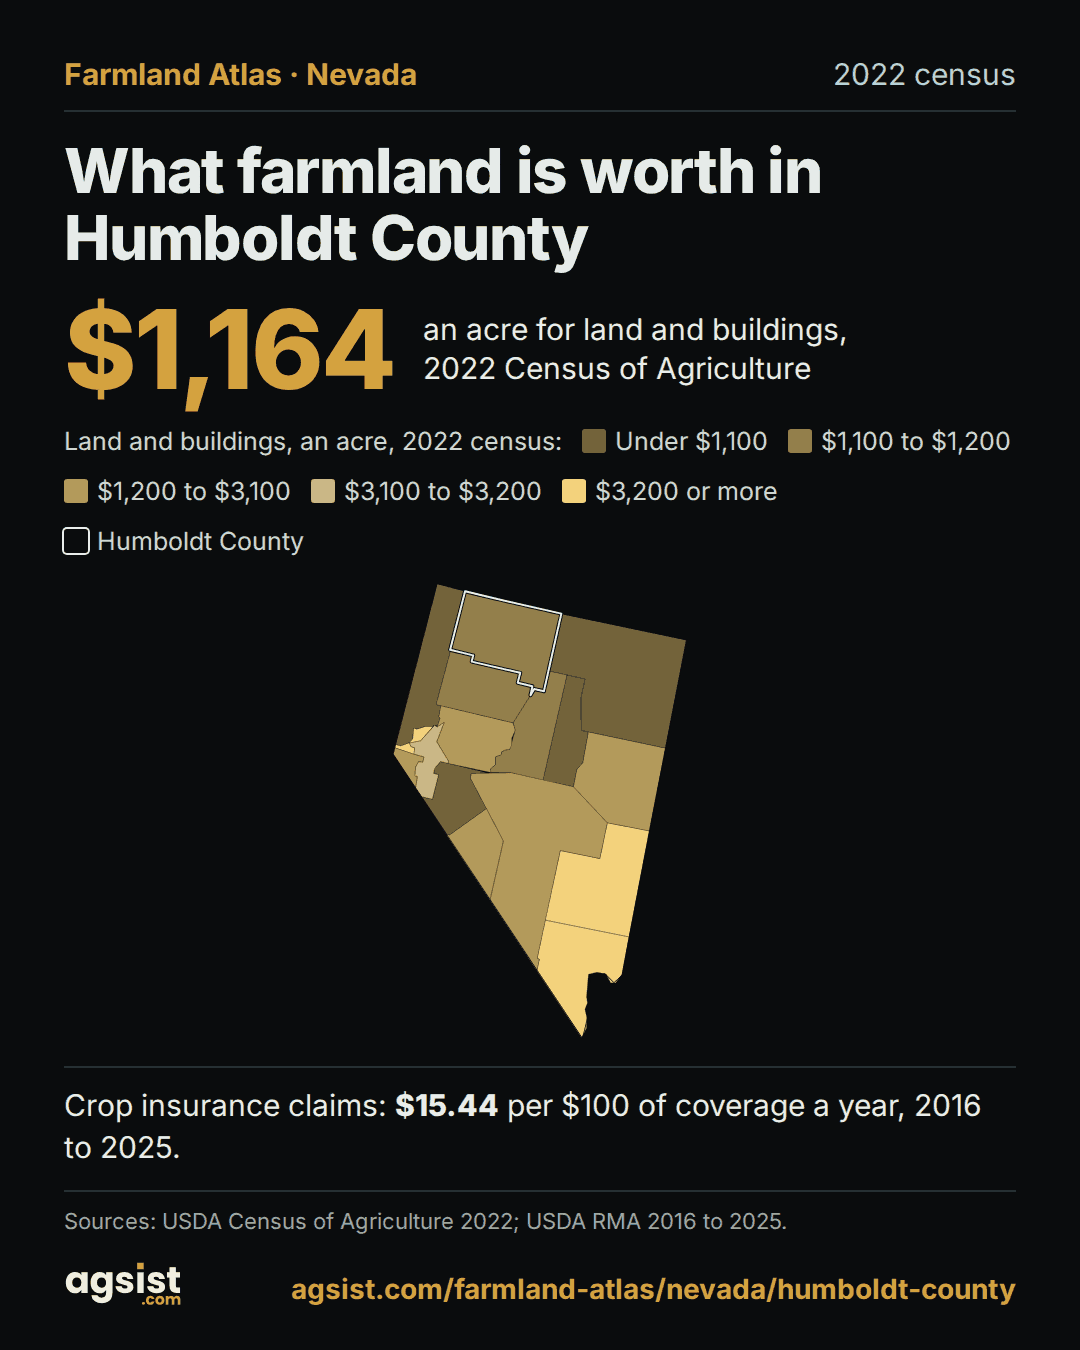 Farmland Atlas · Nevada
2022 census
What farmland is worth in
Humboldt County
$1,164
an acre for land and buildings,
2022 Census of Agriculture
Land and buildings, an acre, 2022 census: Under $1,100 $1,100 to $1,200
$1,200 to $3,100 $3,100 to $3,200 $3,200 or more
Humboldt County
Crop insurance claims: $15.44 per $100 of coverage a year, 2016
to 2025.
Sources: USDA Census of Agriculture 2022; USDA RMA 2016 to 2025.
agsist
.com
agsist.com/farmland-atlas/nevada/humboldt-county